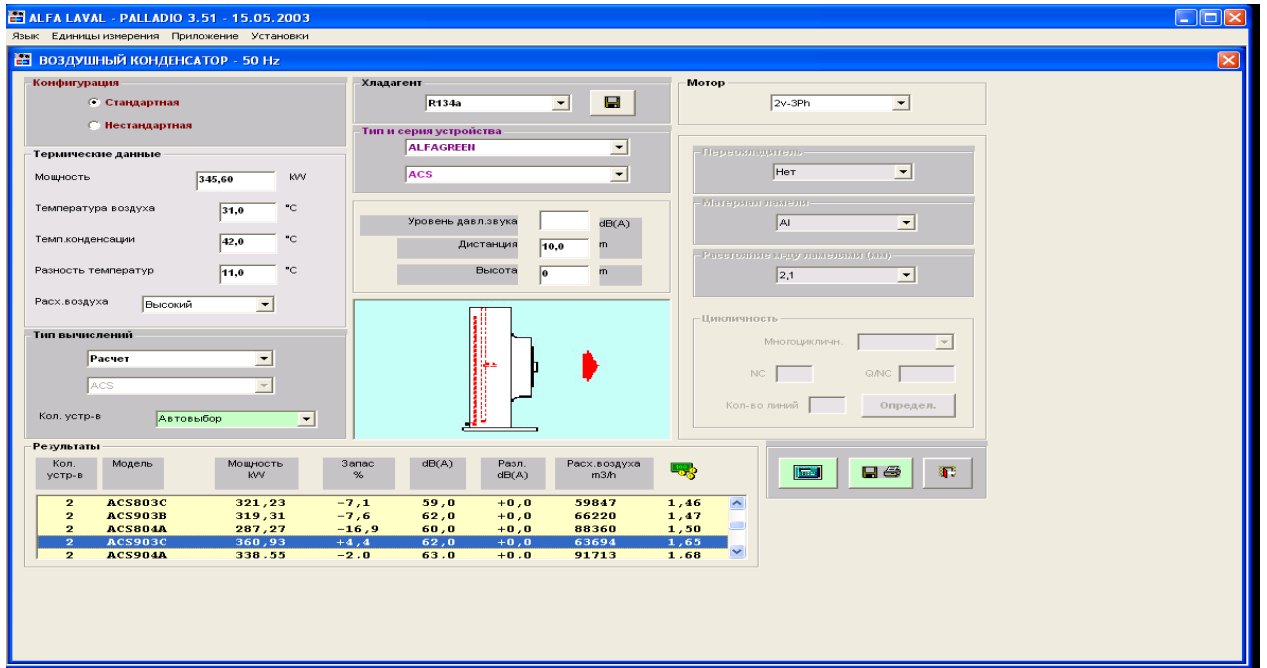 ALFA LAVAL - PALLADIO 3.51 - 15.05.2003
Язык Единицы измерения Приложение Установки
ВОЗДУШНЫЙ КОНДЕНСАТОР - 50 Hz
Конфигурация
Стандартная
Нестандартная
Термические данные
Мощность 345,60 kW
Температура воздуха 31,0 °C
Темп.конденсации 42,0 °C
Разность температур 11,0 °C
Расх.воздуха Высокий
Тип вычислений
Расчет
ACS
Кол. устр-в Автовыбор
Хладагент
R134a
Тип и серия устройства
ALFAGREEN
ACS
Уровень давл.звука dB(A)
Дистанция 10,0 m
Высота 0 m
Мотор
2v-3Ph
Переохладитель
Нет
Материал ламели
Al
Расстояние м-ду ламелями (мм)
2,1
Цикличность
Многоцикличн.
NC Q/NC
Кол-во линий Определ.
Результаты
Кол. устр-в Модель Мощность kW Запас % dB(A) Разл. dB(A) Расх.воздуха m3/h
2 ACS803C 321,23 -7,1 59,0 +0,0 59847 1,46
2 ACS903B 319,31 -7,6 62,0 +0,0 66220 1,47
2 ACS804A 287,27 -16,9 60,0 +0,0 88360 1,50
2 ACS903C 360,93 +4,4 62,0 +0,0 63694 1,65
2 ACS904A 338.55 -2.0 63.0 +0.0 91713 1.68